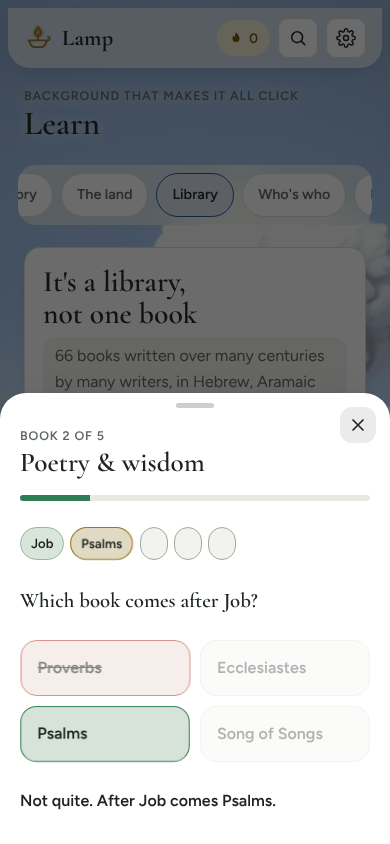 Lamp
0
BACKGROUND THAT MAKES IT ALL CLICK
Learn
ory
The land
Library
Who's who
It's a library,
not one book
66 books written over many centuries
by many writers, in Hebrew, Aramaic
BOOK 2 OF 5
Poetry & wisdom
Job
Psalms
Which book comes after Job?
Proverbs
Ecclesiastes
Psalms
Song of Songs
Not quite. After Job comes Psalms.